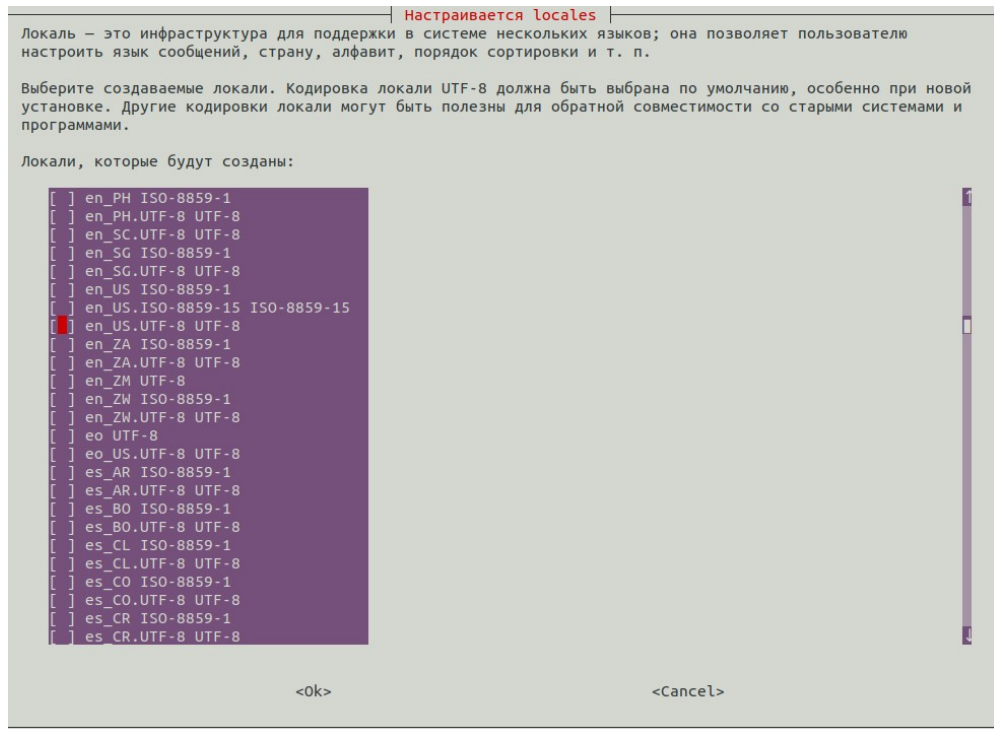 Настраивается locales
Локаль — это инфраструктура для поддержки в системе нескольких языков; она позволяет пользователю
настроить язык сообщений, страну, алфавит, порядок сортировки и т. п.
Выберите создаваемые локали. Кодировка локали UTF-8 должна быть выбрана по умолчанию, особенно при новой
установке. Другие кодировки локали могут быть полезны для обратной совместимости со старыми системами и
программами.
Локали, которые будут созданы:
[ ] en_PH ISO-8859-1
[ ] en_PH.UTF-8 UTF-8
[ ] en_SC.UTF-8 UTF-8
[ ] en_SG ISO-8859-1
[ ] en_SG.UTF-8 UTF-8
[ ] en_US ISO-8859-1
[ ] en_US.ISO-8859-15 ISO-8859-15
[ ] en_US.UTF-8 UTF-8
[ ] en_ZA ISO-8859-1
[ ] en_ZA.UTF-8 UTF-8
[ ] en_ZM UTF-8
[ ] en_ZW ISO-8859-1
[ ] en_ZW.UTF-8 UTF-8
[ ] eo UTF-8
[ ] eo_US.UTF-8 UTF-8
[ ] es_AR ISO-8859-1
[ ] es_AR.UTF-8 UTF-8
[ ] es_BO ISO-8859-1
[ ] es_BO.UTF-8 UTF-8
[ ] es_CL ISO-8859-1
[ ] es_CL.UTF-8 UTF-8
[ ] es_CO ISO-8859-1
[ ] es_CO.UTF-8 UTF-8
[ ] es_CR ISO-8859-1
[ ] es_CR.UTF-8 UTF-8
<Ok> <Cancel>